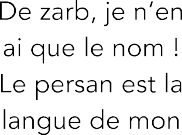 De zarb, je n’en
ai que le nom !
Le persan est la
langue de mon